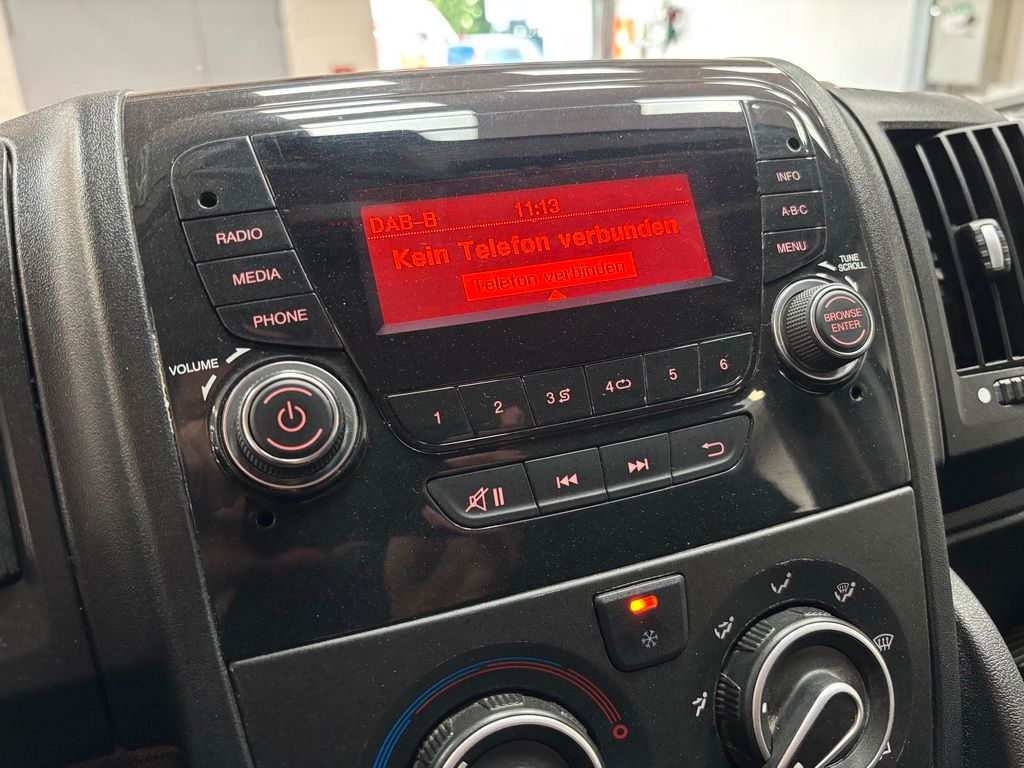 INFO
A·B·C
MENU
RADIO
MEDIA
PHONE
DAB-B 11:13
Kein Telefon verbunden
Telefon verbinden
TUNE
SCROLL
BROWSE
ENTER
VOLUME
1 2 3 4 5 6